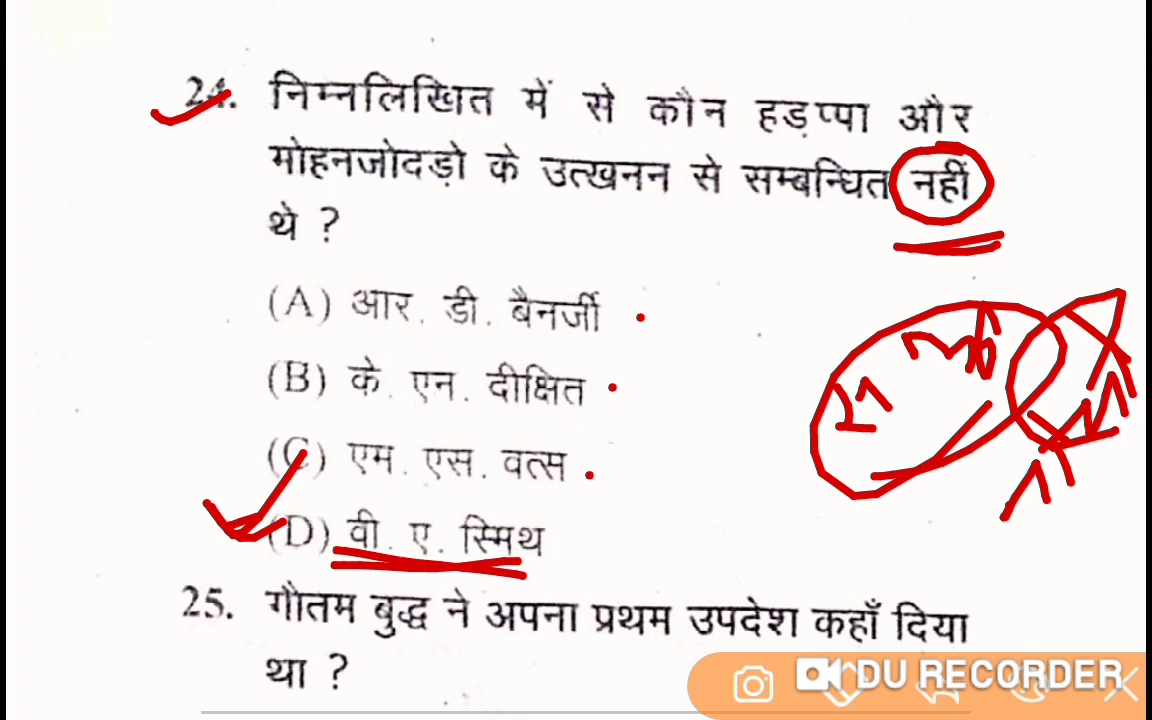 24. निम्नलिखित में से कौन हड़प्पा और
मोहनजोदड़ो के उत्खनन से सम्बन्धित नहीं
थे ?
(A) आर. डी. बैनर्जी
(B) के. एन. दीक्षित
(C) एम. एस. वत्स
(D) वी. ए. स्मिथ
25. गौतम बुद्ध ने अपना प्रथम उपदेश कहाँ दिया
था ?
DU RECORDER